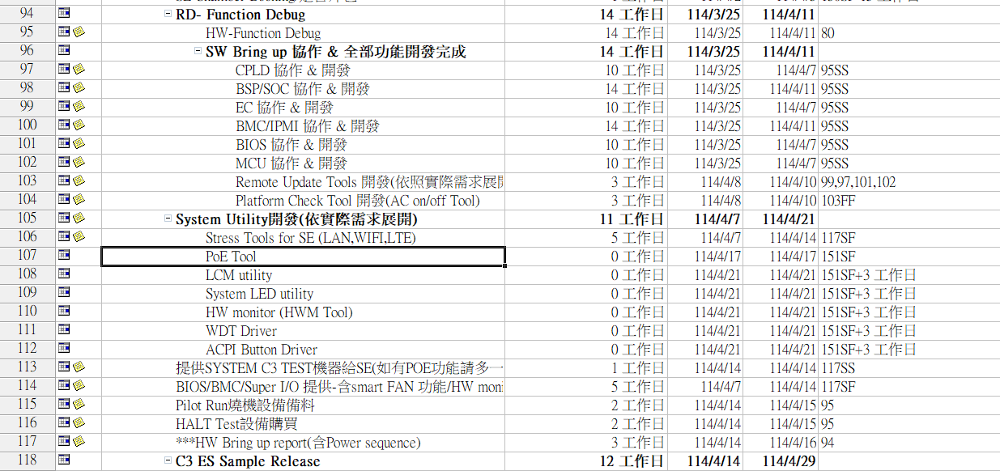 94 RD- Function Debug 14 工作日 114/3/25 114/4/11
95 HW-Function Debug 14 工作日 114/3/25 114/4/11 80
96 SW Bring up 協作 & 全部功能開發完成 14 工作日 114/3/25 114/4/11
97 CPLD 協作 & 開發 10 工作日 114/3/25 114/4/7 95SS
98 BSP/SOC 協作 & 開發 14 工作日 114/3/25 114/4/11 95SS
99 EC 協作 & 開發 10 工作日 114/3/25 114/4/7 95SS
100 BMC/IPMI 協作 & 開發 14 工作日 114/3/25 114/4/11 95SS
101 BIOS 協作 & 開發 10 工作日 114/3/25 114/4/7 95SS
102 MCU 協作 & 開發 10 工作日 114/3/25 114/4/7 95SS
103 Remote Update Tools 開發(依照實際需求展開 3 工作日 114/4/8 114/4/10 99,97,101,102
104 Platform Check Tool 開發(AC on/off Tool) 3 工作日 114/4/8 114/4/10 103FF
105 System Utility開發(依實際需求展開) 11 工作日 114/4/7 114/4/21
106 Stress Tools for SE (LAN,WIFI,LTE) 5 工作日 114/4/7 114/4/14 117SF
107 PoE Tool 0 工作日 114/4/17 114/4/17 151SF
108 LCM utility 0 工作日 114/4/21 114/4/21 151SF+3 工作日
109 System LED utility 0 工作日 114/4/21 114/4/21 151SF+3 工作日
110 HW monitor (HWM Tool) 0 工作日 114/4/21 114/4/21 151SF+3 工作日
111 WDT Driver 0 工作日 114/4/21 114/4/21 151SF+3 工作日
112 ACPI Button Driver 0 工作日 114/4/21 114/4/21 151SF+3 工作日
113 提供SYSTEM C3 TEST機器給SE(如有POE功能請多一 1 工作日 114/4/14 114/4/14 117SS
114 BIOS/BMC/Super I/O 提供-含smart FAN 功能/HW moni 5 工作日 114/4/7 114/4/14 117SF
115 Pilot Run燒機設備備料 2 工作日 114/4/14 114/4/15 95
116 HALT Test設備購買 2 工作日 114/4/14 114/4/15 95
117 ***HW Bring up report(含Power sequence) 3 工作日 114/4/14 114/4/16 94
118 C3 ES Sample Release 12 工作日 114/4/14 114/4/29